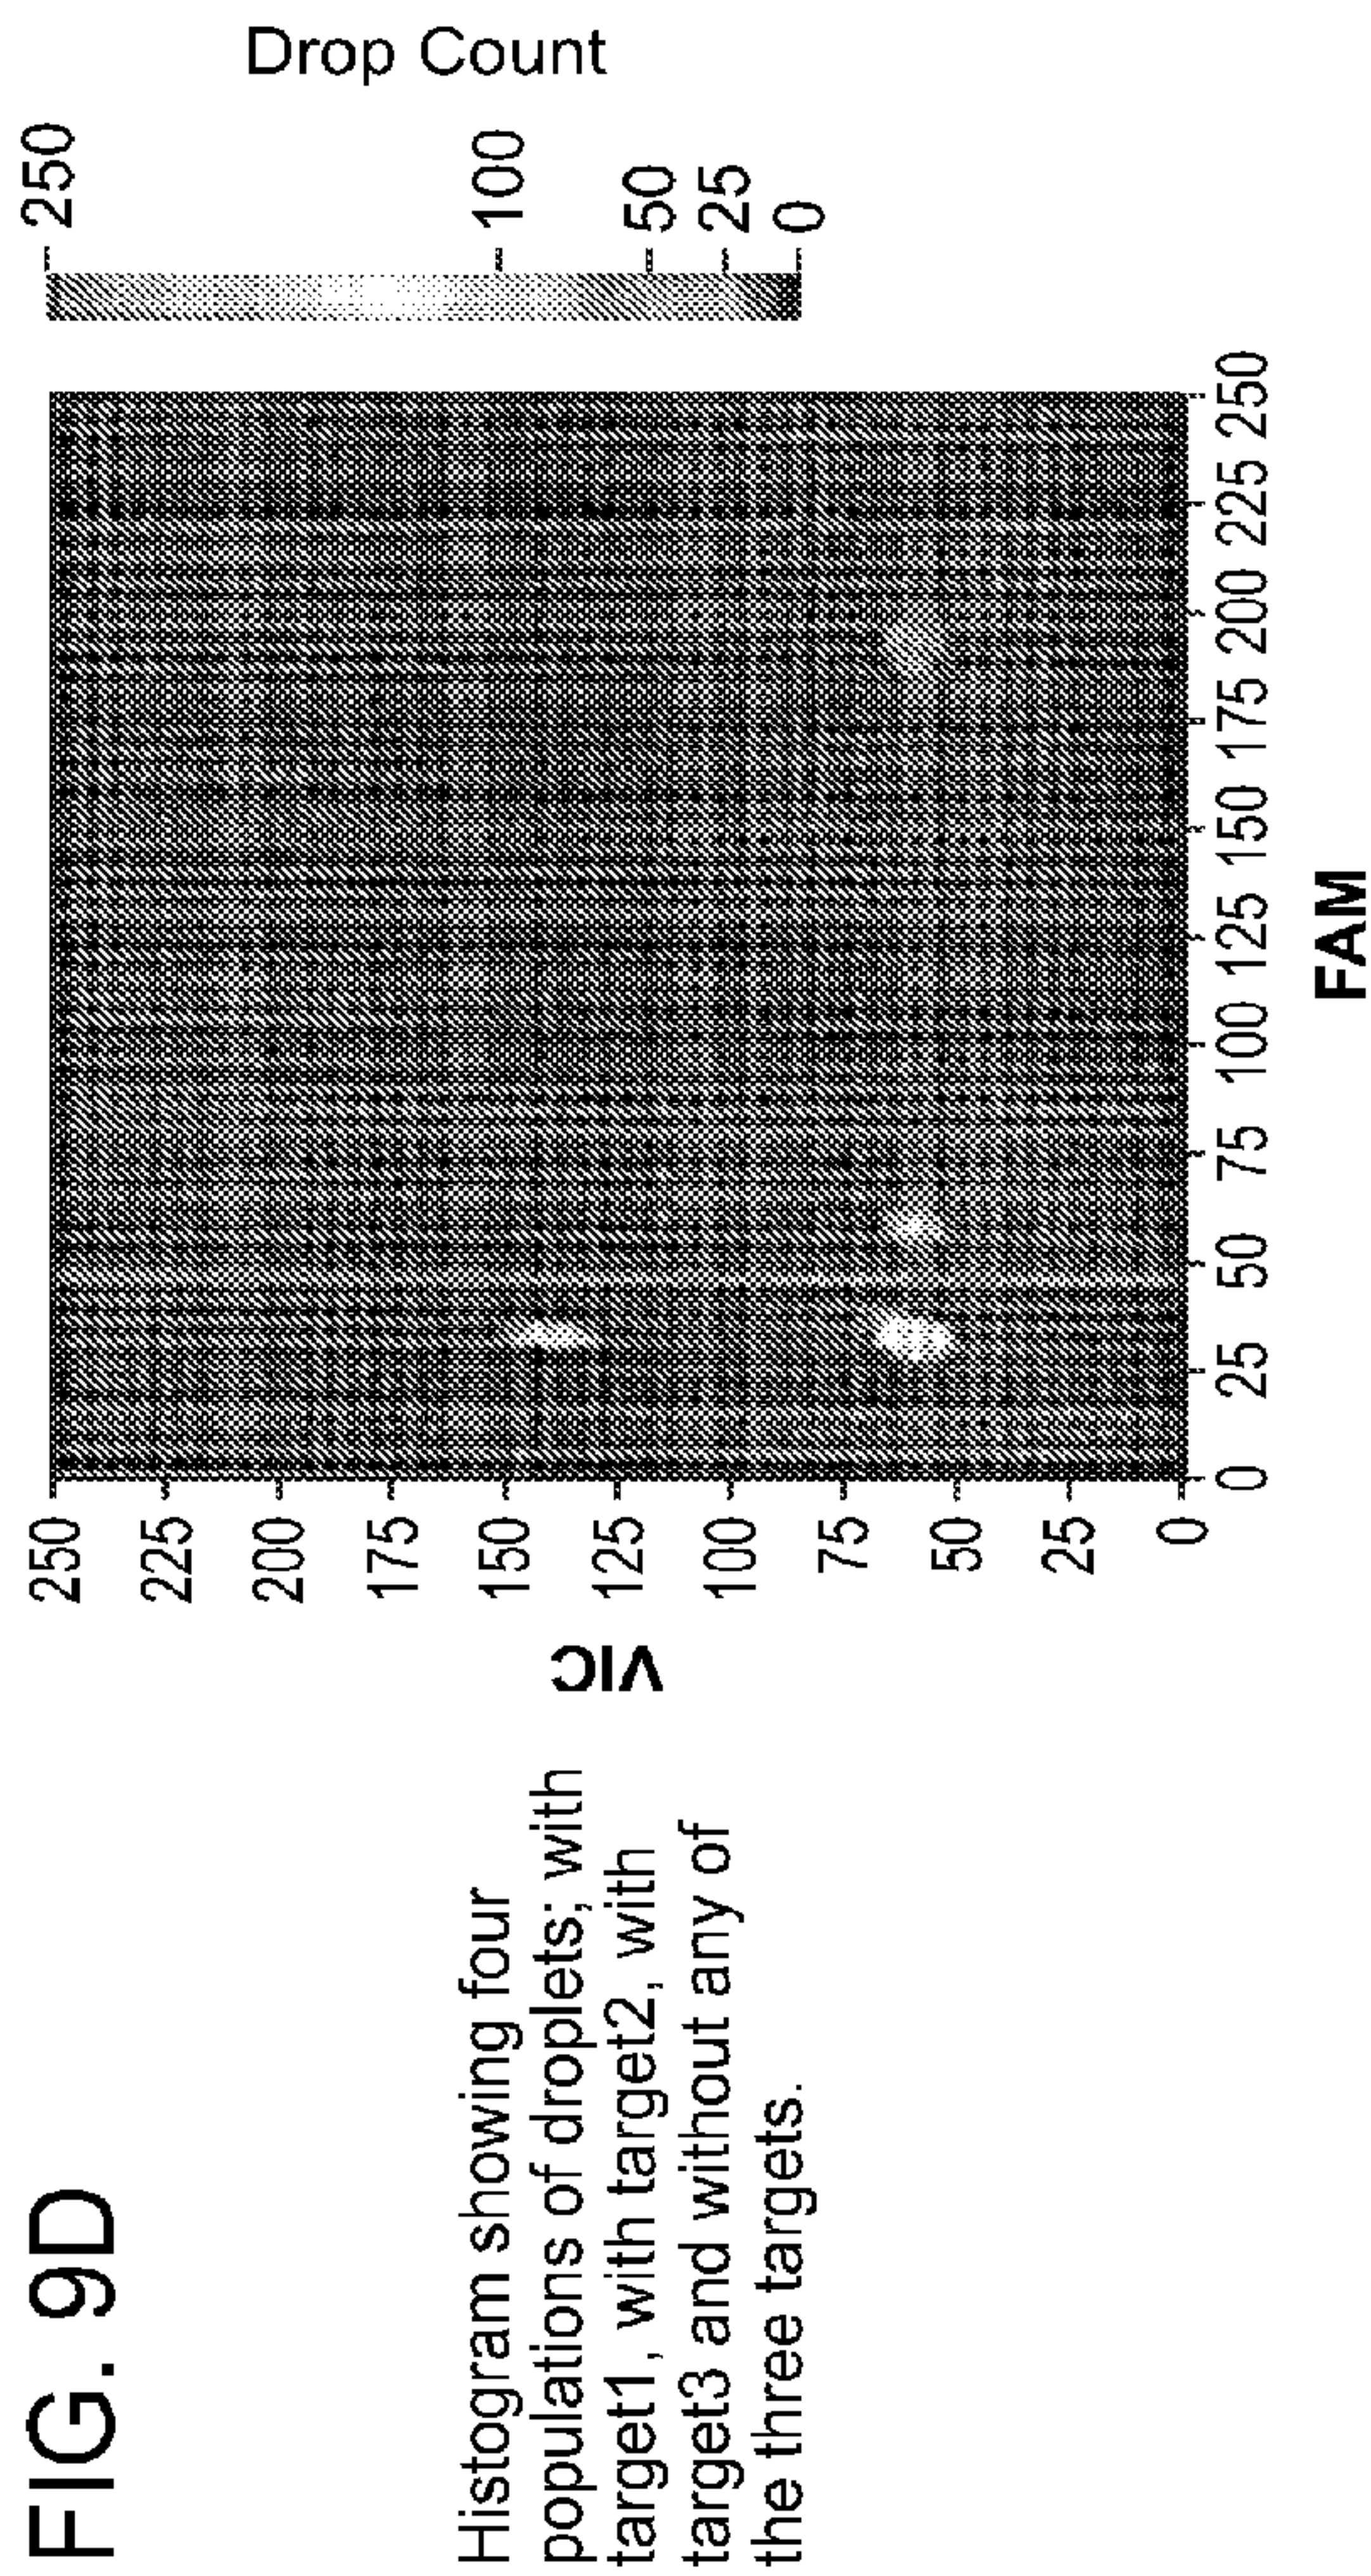 FIG. 9D
Histogram showing four
populations of droplets; with
target1, with target2, with
target3 and without any of
the three targets.
VIC
250
225
200
175
150
125
100
75
50
25
0
0 25 50 75 100 125 150 175 200 225 250
FAM
250
100
50
25
0
Drop Count